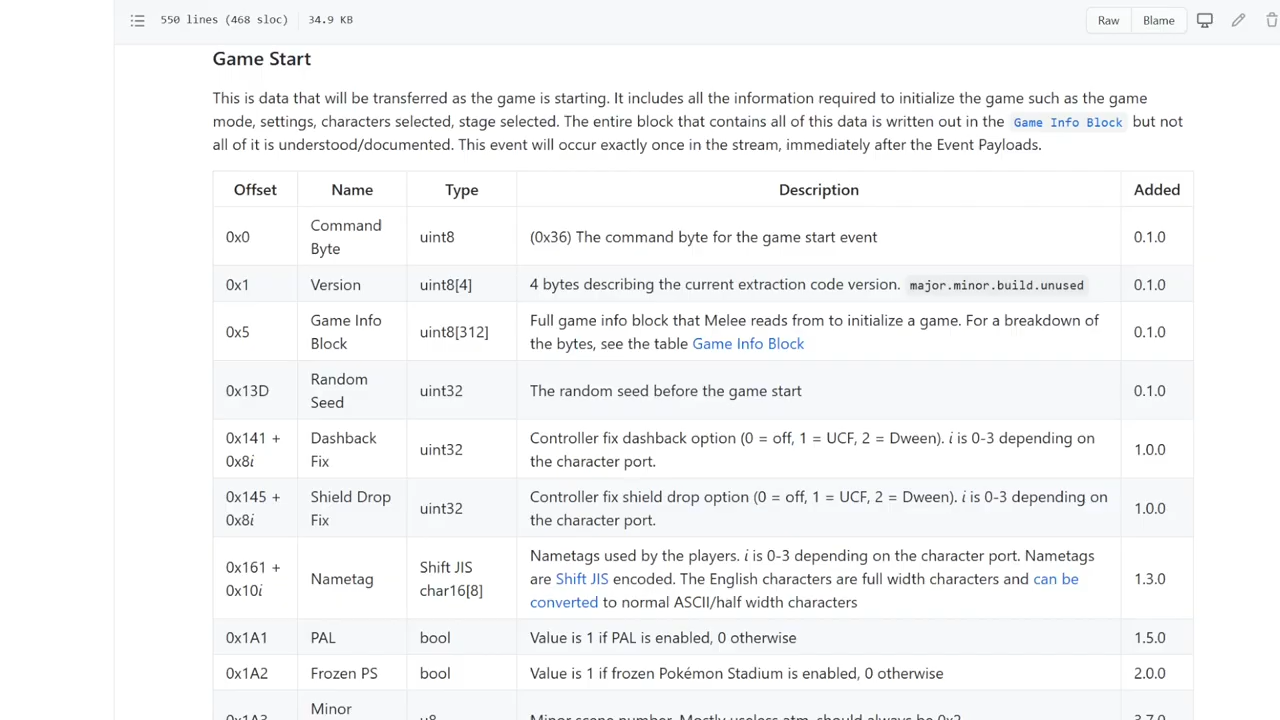 550 lines (468 sloc) 34.9 KB
Raw Blame
Game Start
This is data that will be transferred as the game is starting. It includes all the information required to initialize the game such as the game
mode, settings, characters selected, stage selected. The entire block that contains all of this data is written out in the Game Info Block but not
all of it is understood/documented. This event will occur exactly once in the stream, immediately after the Event Payloads.
Offset Name Type Description Added
0x0 Command Byte uint8 (0x36) The command byte for the game start event 0.1.0
0x1 Version uint8[4] 4 bytes describing the current extraction code version. major.minor.build.unused 0.1.0
0x5 Game Info Block uint8[312] Full game info block that Melee reads from to initialize a game. For a breakdown of
the bytes, see the table Game Info Block 0.1.0
0x13D Random Seed uint32 The random seed before the game start 0.1.0
0x141 + 0x8i Dashback Fix uint32 Controller fix dashback option (0 = off, 1 = UCF, 2 = Dween). i is 0-3 depending on
the character port. 1.0.0
0x145 + 0x8i Shield Drop Fix uint32 Controller fix shield drop option (0 = off, 1 = UCF, 2 = Dween). i is 0-3 depending on
the character port. 1.0.0
0x161 + 0x10i Nametag Shift JIS char16[8] Nametags used by the players. i is 0-3 depending on the character port. Nametags
are Shift JIS encoded. The English characters are full width characters and can be
converted to normal ASCII/half width characters 1.3.0
0x1A1 PAL bool Value is 1 if PAL is enabled, 0 otherwise 1.5.0
0x1A2 Frozen PS bool Value is 1 if frozen Pokémon Stadium is enabled, 0 otherwise 2.0.0
0x1A3 Minor u8 Minor scene number. Mostly useless atm, should always be 0x2 3.7.0